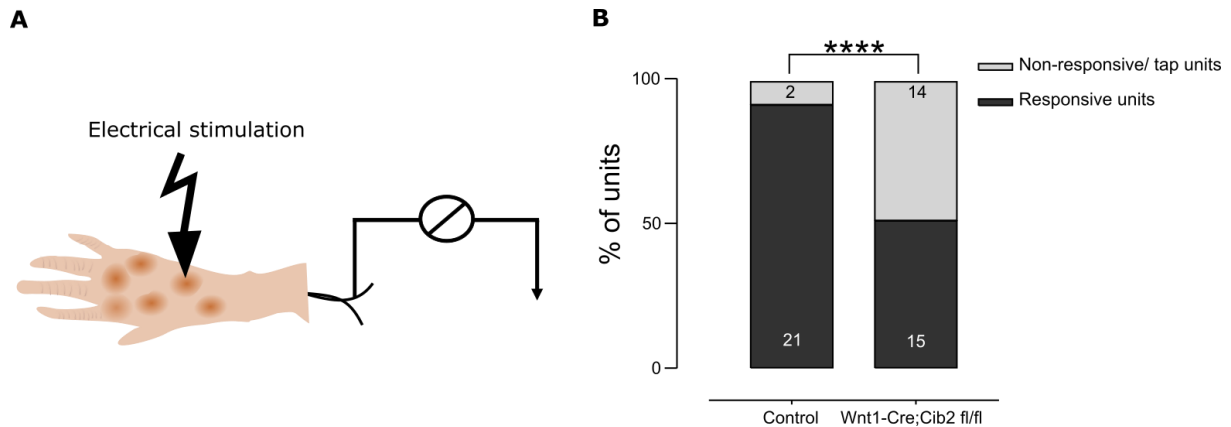 A
Electrical stimulation
B
% of units
100
50
0
****
2
14
21
15
Control
Wnt1-Cre;Cib2 fl/fl
Non-responsive/ tap units
Responsive units